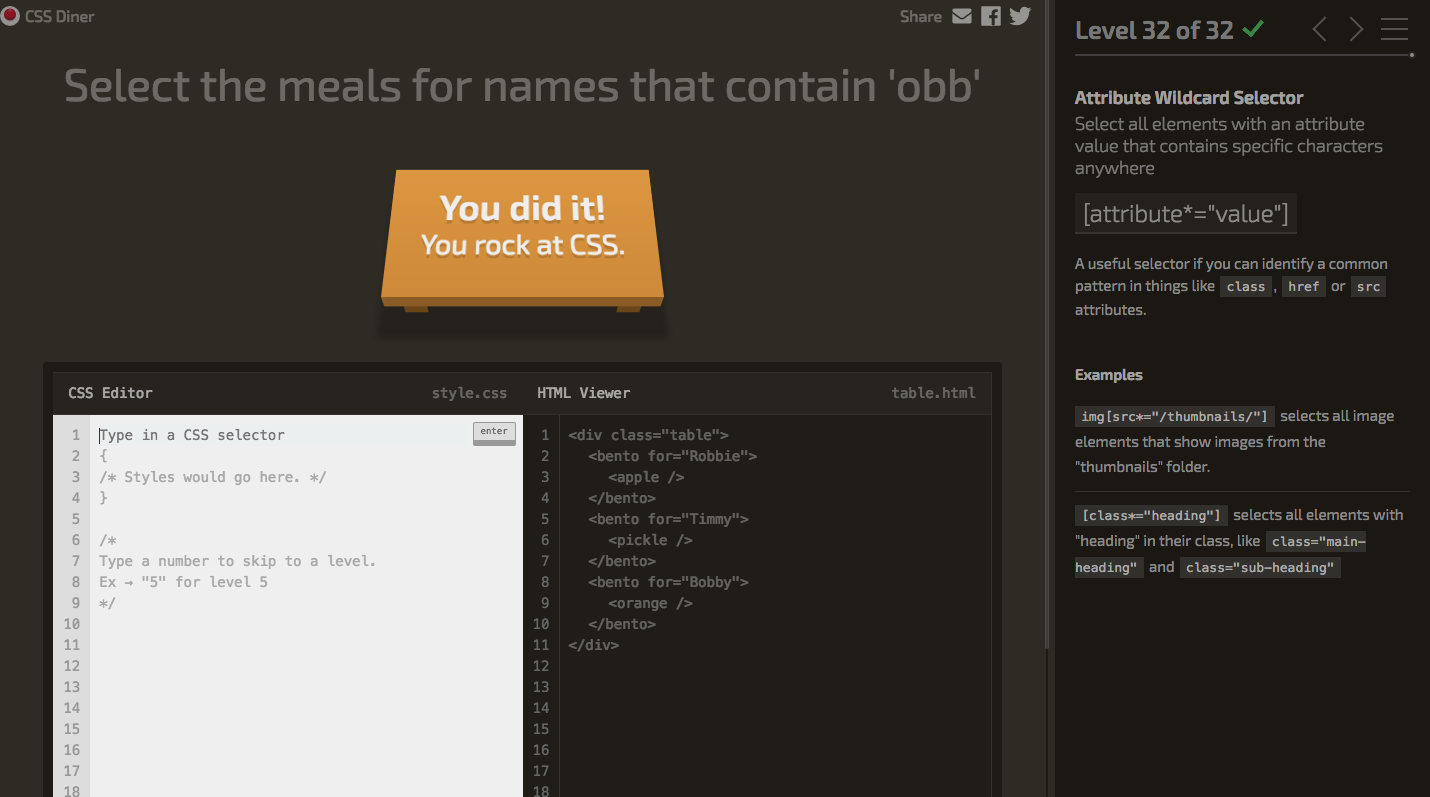 CSS Diner
Share
Select the meals for names that contain 'obb'
You did it!
You rock at CSS.
CSS Editor style.css
1 Type in a CSS selector enter
2 {
3 /* Styles would go here. */
4 }
5
6 /*
7 Type a number to skip to a level.
8 Ex → "5" for level 5
9 */
10
11
12
13
14
15
16
17
18
HTML Viewer table.html
1 <div class="table">
2 <bento for="Robbie">
3 <apple />
4 </bento>
5 <bento for="Timmy">
6 <pickle />
7 </bento>
8 <bento for="Bobby">
9 <orange />
10 </bento>
11 </div>
12
13
14
15
16
17
18
Level 32 of 32
Attribute Wildcard Selector
Select all elements with an attribute
value that contains specific characters
anywhere
[attribute*="value"]
A useful selector if you can identify a common
pattern in things like class, href or src
attributes.
Examples
img[src*="/thumbnails/"] selects all image
elements that show images from the
"thumbnails" folder.
[class*="heading"] selects all elements with
"heading" in their class, like class="main-
heading" and class="sub-heading"